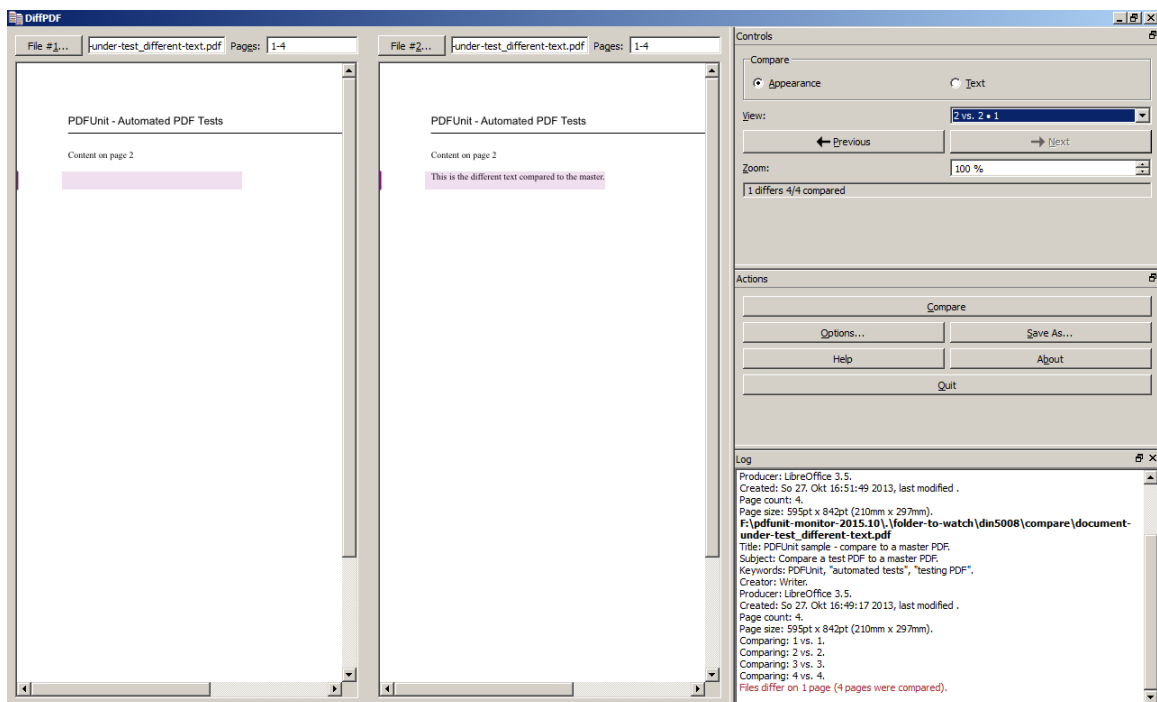 DiffPDF
File #1...
-under-test_different-text.pdf
Pages:
1-4
File #2...
-under-test_different-text.pdf
Pages:
1-4
PDFUnit - Automated PDF Tests
Content on page 2
PDFUnit - Automated PDF Tests
Content on page 2
This is the different text compared to the master.
Controls
Compare
Appearance
Text
View:
2 vs. 2 • 1
Previous
Next
Zoom:
100 %
1 differs 4/4 compared
Actions
Compare
Options...
Save As...
Help
About
Quit
Log
Producer: LibreOffice 3.5.
Created: So 27. Okt 16:51:49 2013, last modified .
Page count: 4.
Page size: 595pt x 842pt (210mm x 297mm).
F:\pdfunit-monitor-2015.10\.\folder-to-watch\din5008\compare\document-
under-test_different-text.pdf
Title: PDFUnit sample - compare to a master PDF.
Subject: Compare a test PDF to a master PDF.
Keywords: PDFUnit, "automated tests", "testing PDF".
Creator: Writer.
Producer: LibreOffice 3.5.
Created: So 27. Okt 16:49:17 2013, last modified .
Page count: 4.
Page size: 595pt x 842pt (210mm x 297mm).
Comparing: 1 vs. 1.
Comparing: 2 vs. 2.
Comparing: 3 vs. 3.
Comparing: 4 vs. 4.
Files differ on 1 page (4 pages were compared).